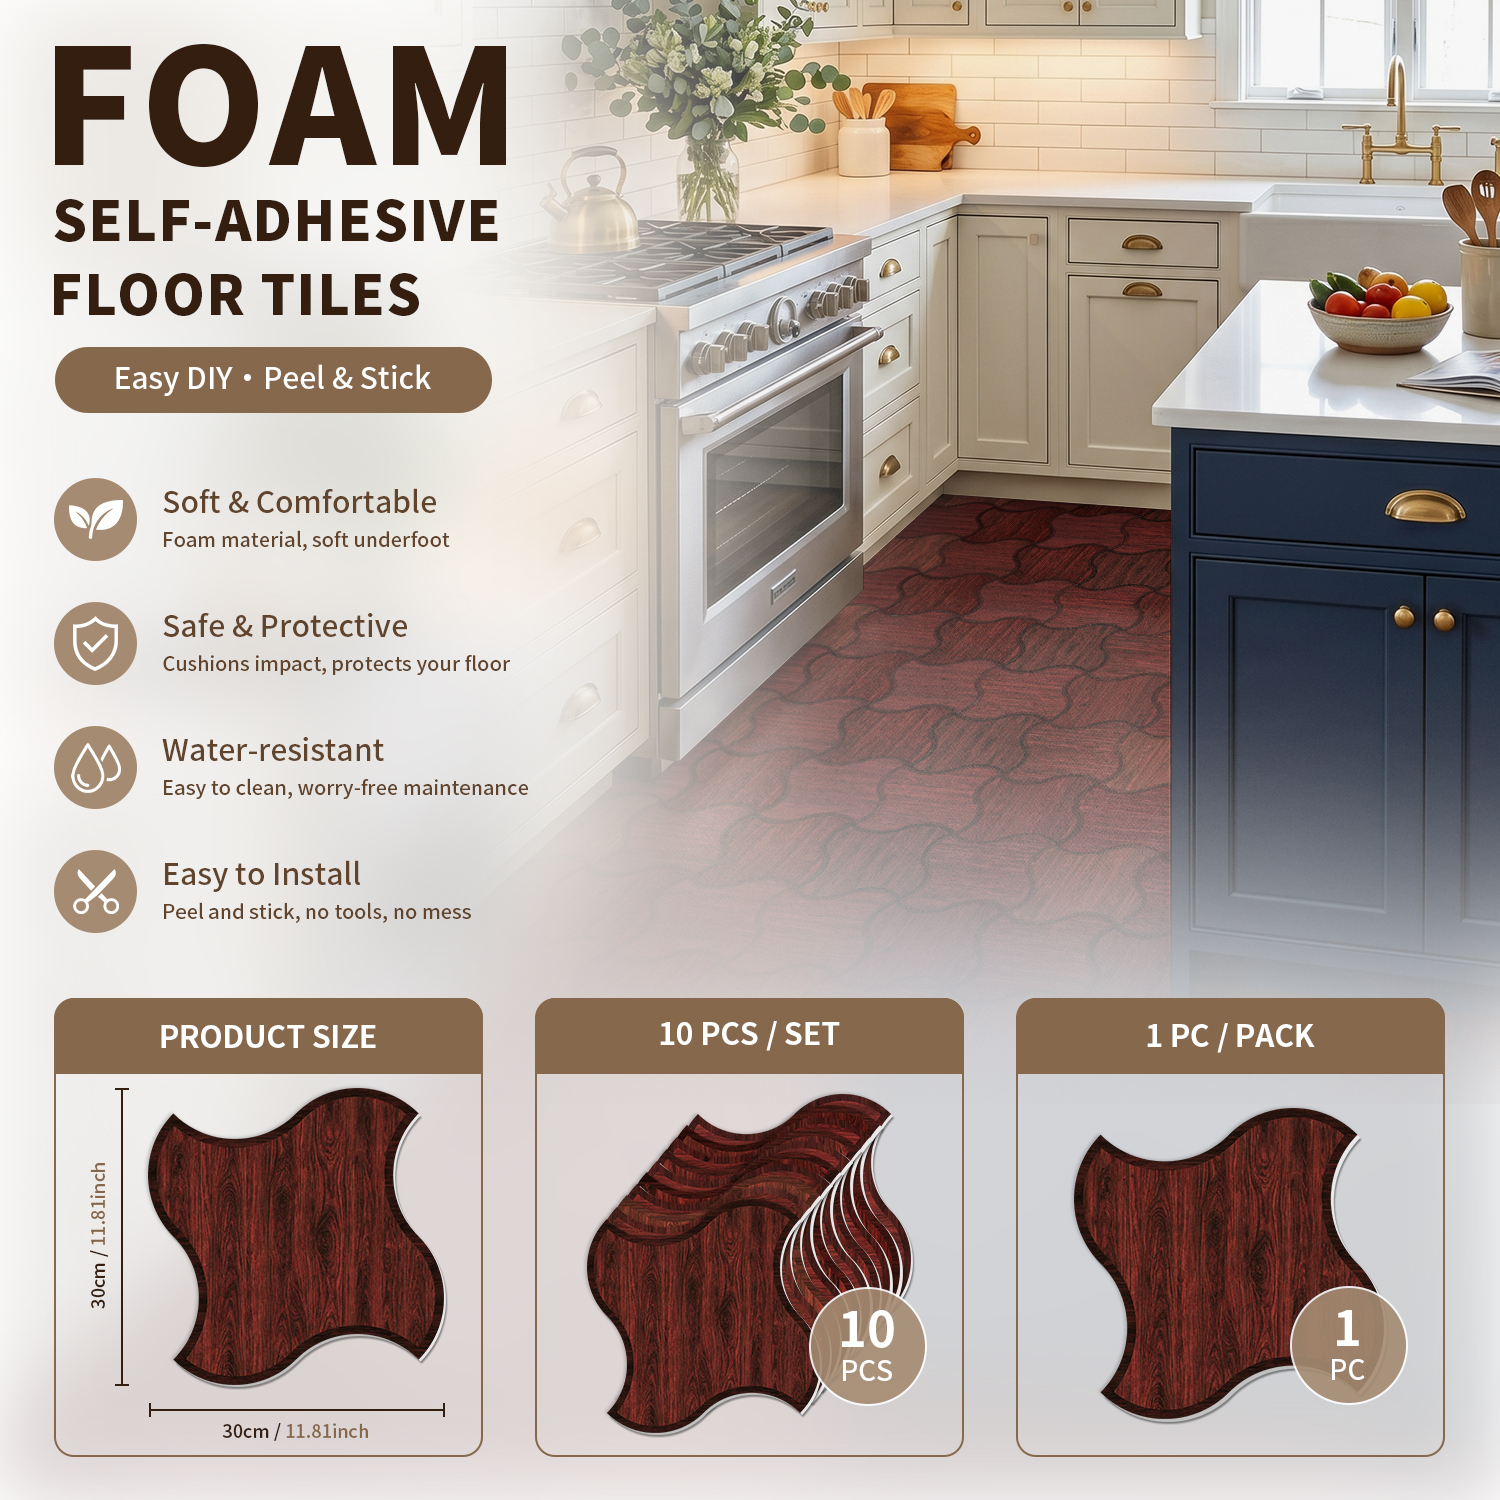 FOAM
SELF-ADHESIVE
FLOOR TILES
Easy DIY • Peel & Stick
Soft & Comfortable
Foam material, soft underfoot
Safe & Protective
Cushions impact, protects your floor
Water-resistant
Easy to clean, worry-free maintenance
Easy to Install
Peel and stick, no tools, no mess
PRODUCT SIZE
30cm / 11.81inch
30cm / 11.81inch
10 PCS / SET
10
PCS
1 PC / PACK
1
PC